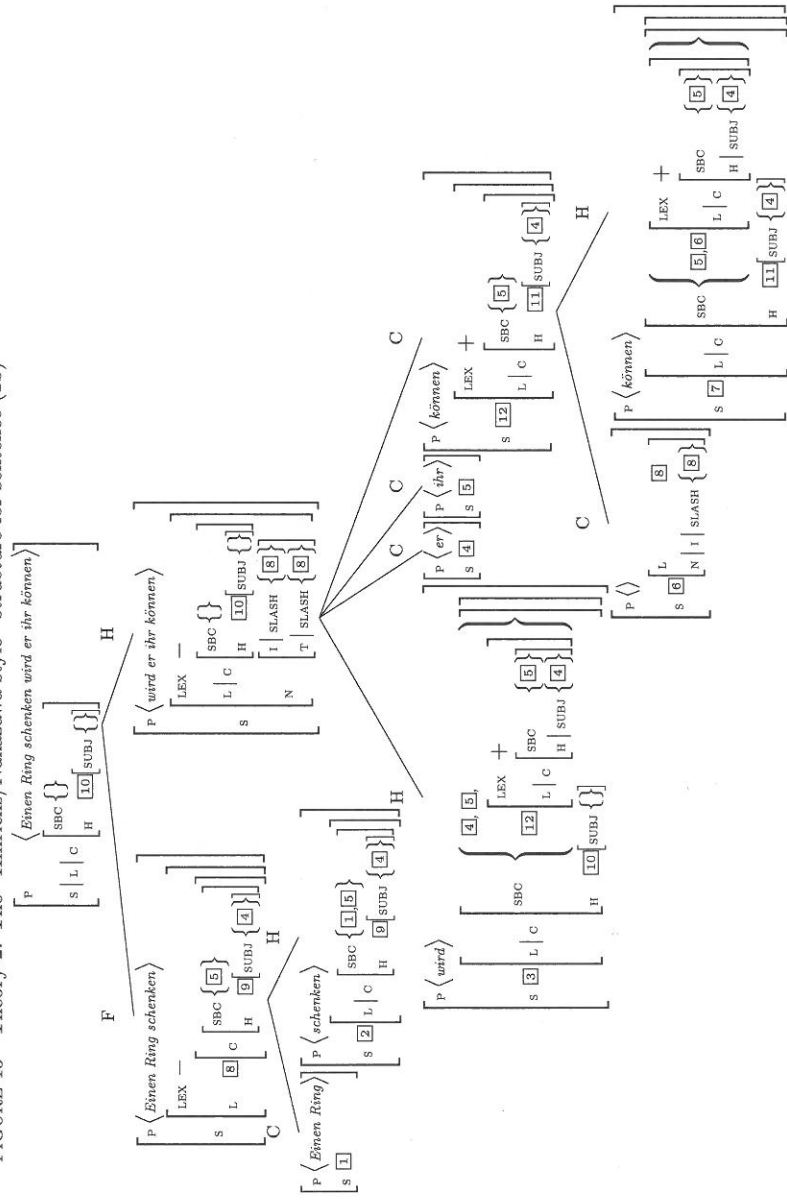 Theory 2: The "Hinrichs/Nakazawa style" structure for sentence
P ⟨Einen Ring schenken wird er ihr können⟩
S | L | C
SBC {}
H 10 [SUBJ {}]
F
H
P ⟨Einen Ring schenken⟩
S
LEX −
L 8
C
SBC {5}
H 9 [SUBJ {4}]
P ⟨wird er ihr können⟩
S
LEX −
L | C
SBC {}
H 10 [SUBJ {}]
N
I | SLASH {8}
T | SLASH {8}
C
H
P ⟨Einen Ring⟩
S 1
P ⟨schenken⟩
S 2
L | C
SBC {1,5}
H 9 [SUBJ {4}]
H
C
C
C
P ⟨wird⟩
S 3
L | C
SBC {4, 5,
12
LEX +
L | C
SBC {5}
H | SUBJ {4}
H 10 [SUBJ {}]
P ⟨er⟩
S 4
P ⟨ihr⟩
S 5
P ⟨können⟩
S 12
LEX +
L | C
SBC {5}
H 11 [SUBJ {4}]
C
H
P ⟨⟩
S 6
L 8
N | I | SLASH {8}
P ⟨können⟩
S 7
L | C
SBC {5, 6
LEX +
L | C
SBC {5}
H | SUBJ {4}
H 11 [SUBJ {4}]